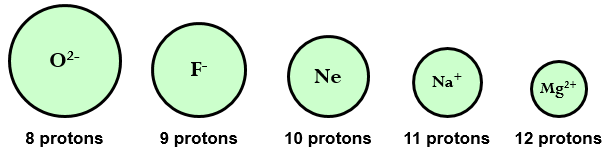 O²⁻ F⁻ Ne Na⁺ Mg²⁺
8 protons 9 protons 10 protons 11 protons 12 protons